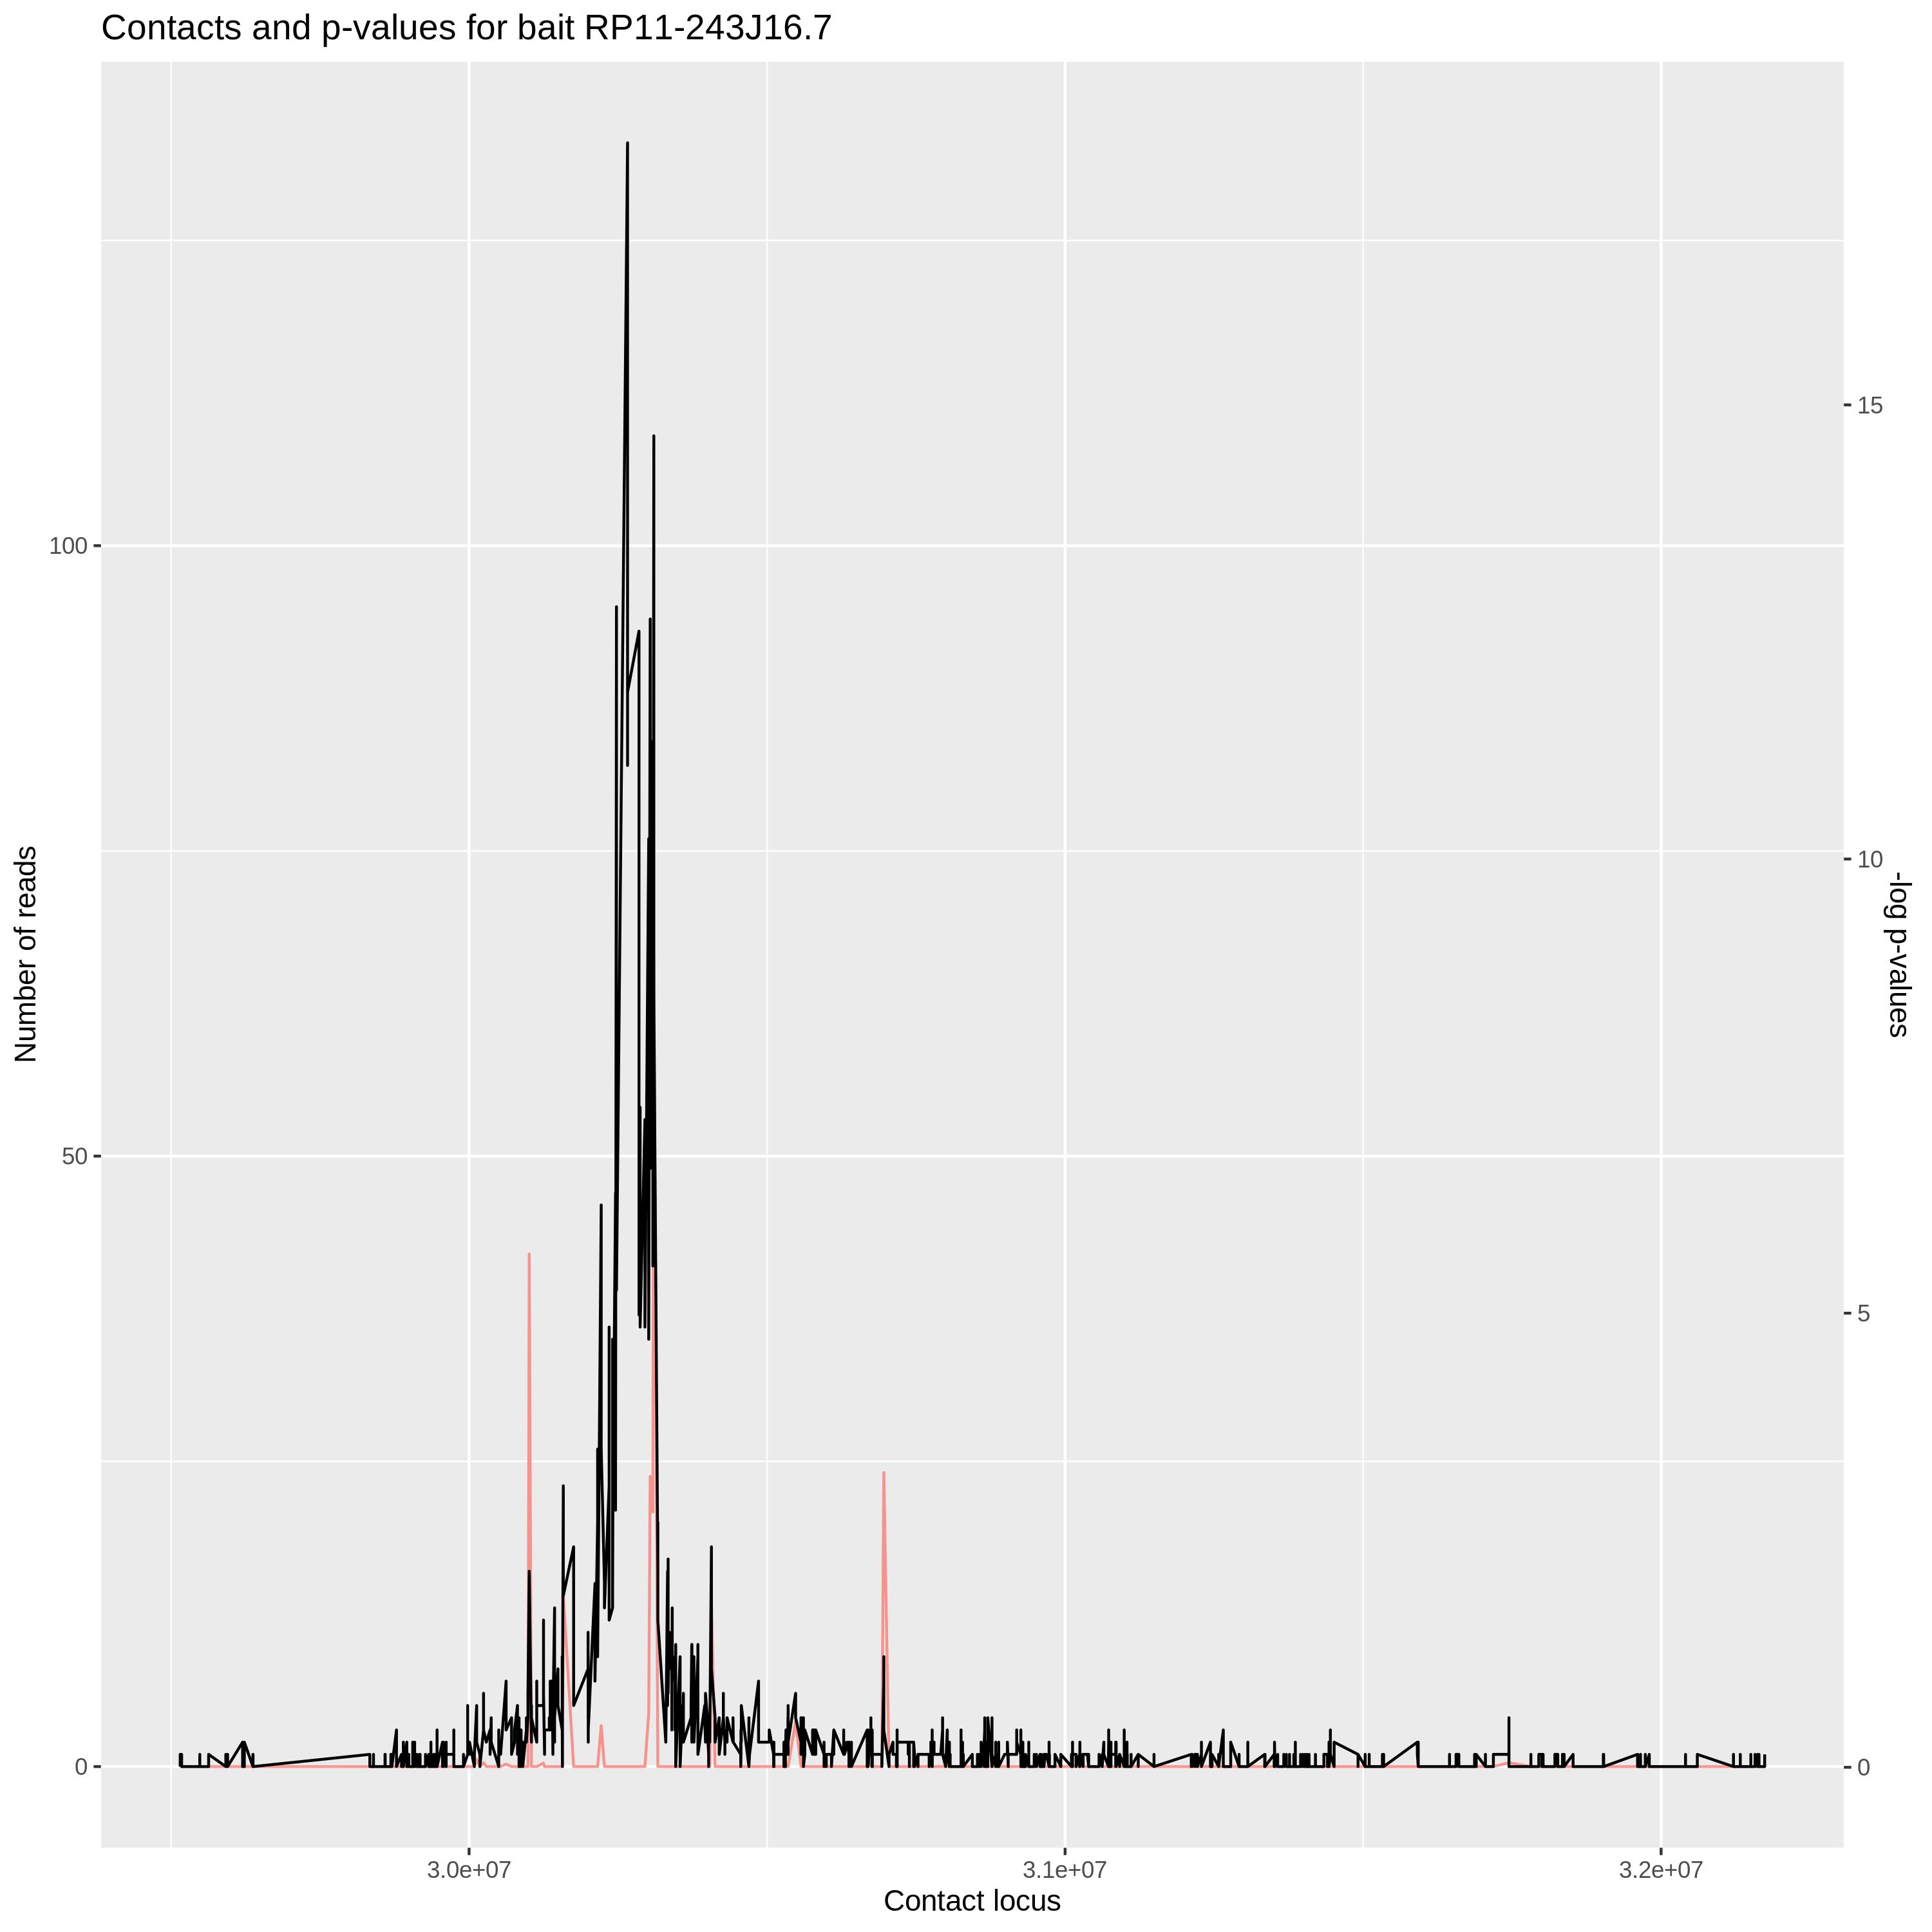 Contacts and p-values for bait RP11-243J16.7
Number of reads
100
50
0
15
10
5
0
-log p-values
3.0e+07
3.1e+07
3.2e+07
Contact locus